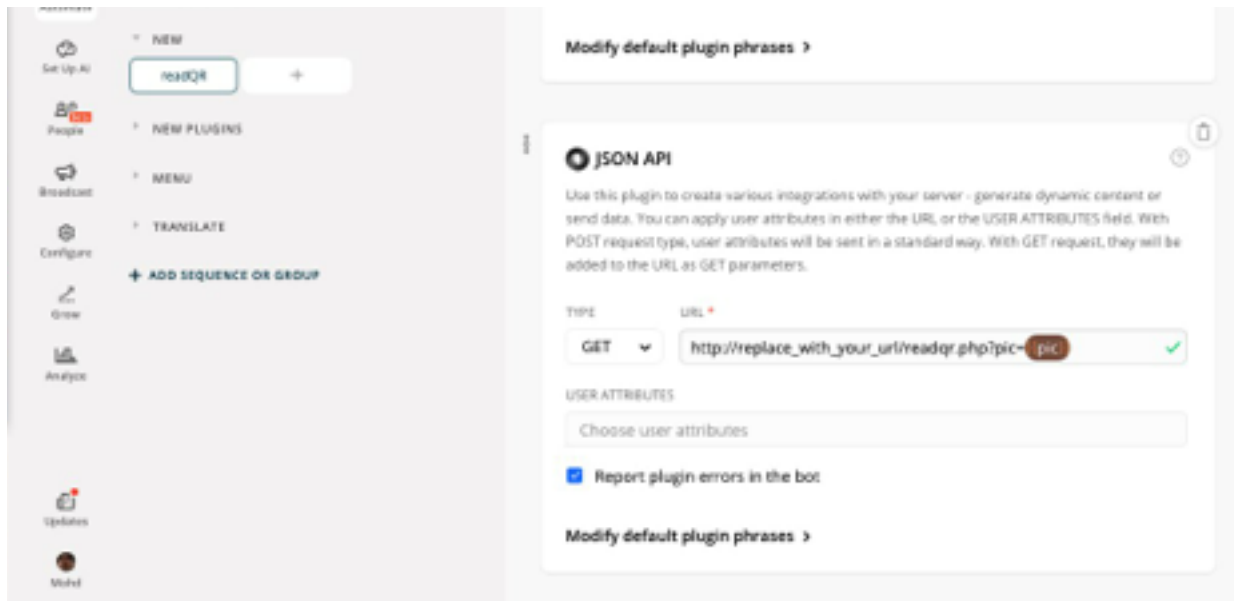 Automate
Set Up AI
People
Broadcast
Configure
Grow
Analyze
Updates
Mohd
NEW
readQR
+
NEW PLUGINS
MENU
TRANSLATE
+ ADD SEQUENCE OR GROUP
Modify default plugin phrases >
JSON API
?
Use this plugin to create various integrations with your server - generate dynamic content or
send data. You can apply user attributes in either the URL or the USER ATTRIBUTES field. With
POST request type, user attributes will be sent in a standard way. With GET request, they will be
added to the URL as GET parameters.
TYPE URL *
GET http://replace_with_your_url/readqr.php?pic= pic
USER ATTRIBUTES
Choose user attributes
Report plugin errors in the bot
Modify default plugin phrases >